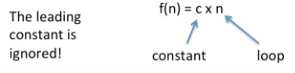 The leading
constant is
ignored!
f(n) = c x n
constant
loop